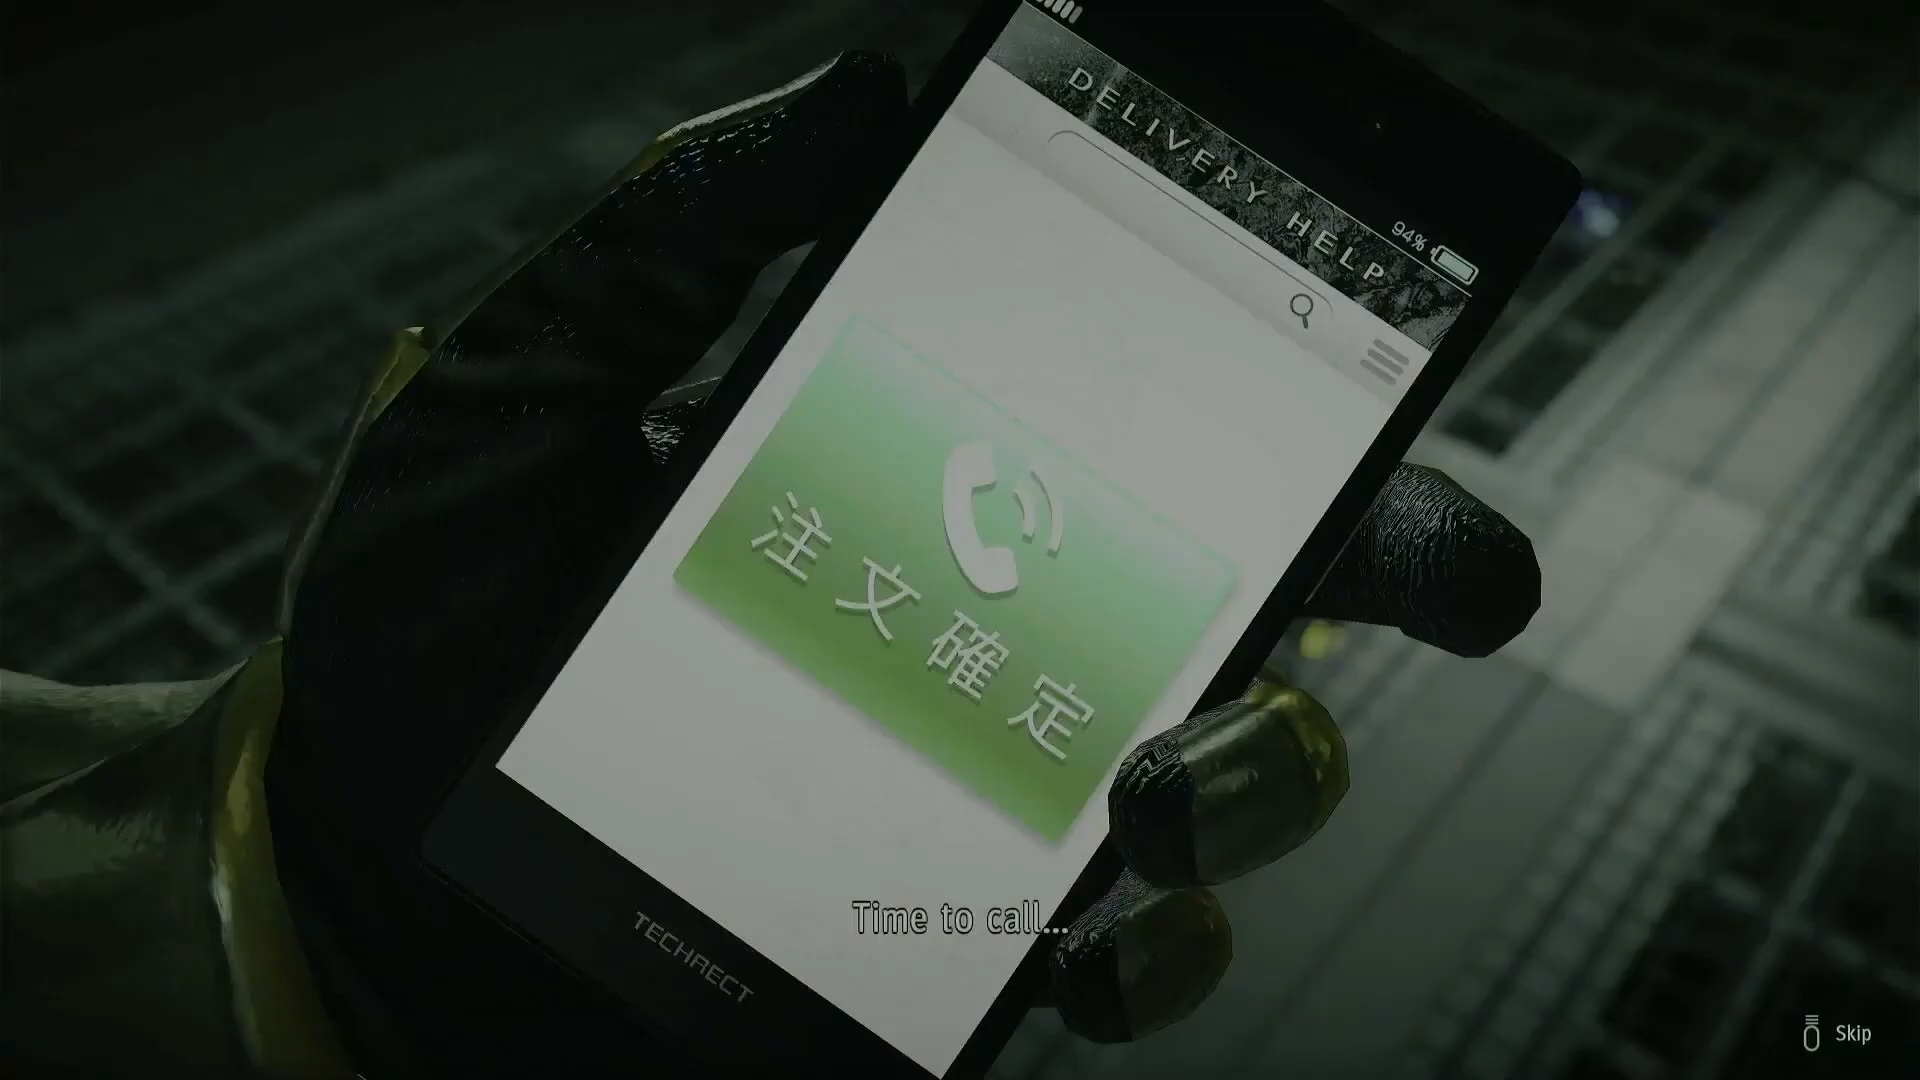 DELIVERY HELP
94%
注文確定
Time to call...
TECHRECT
Skip